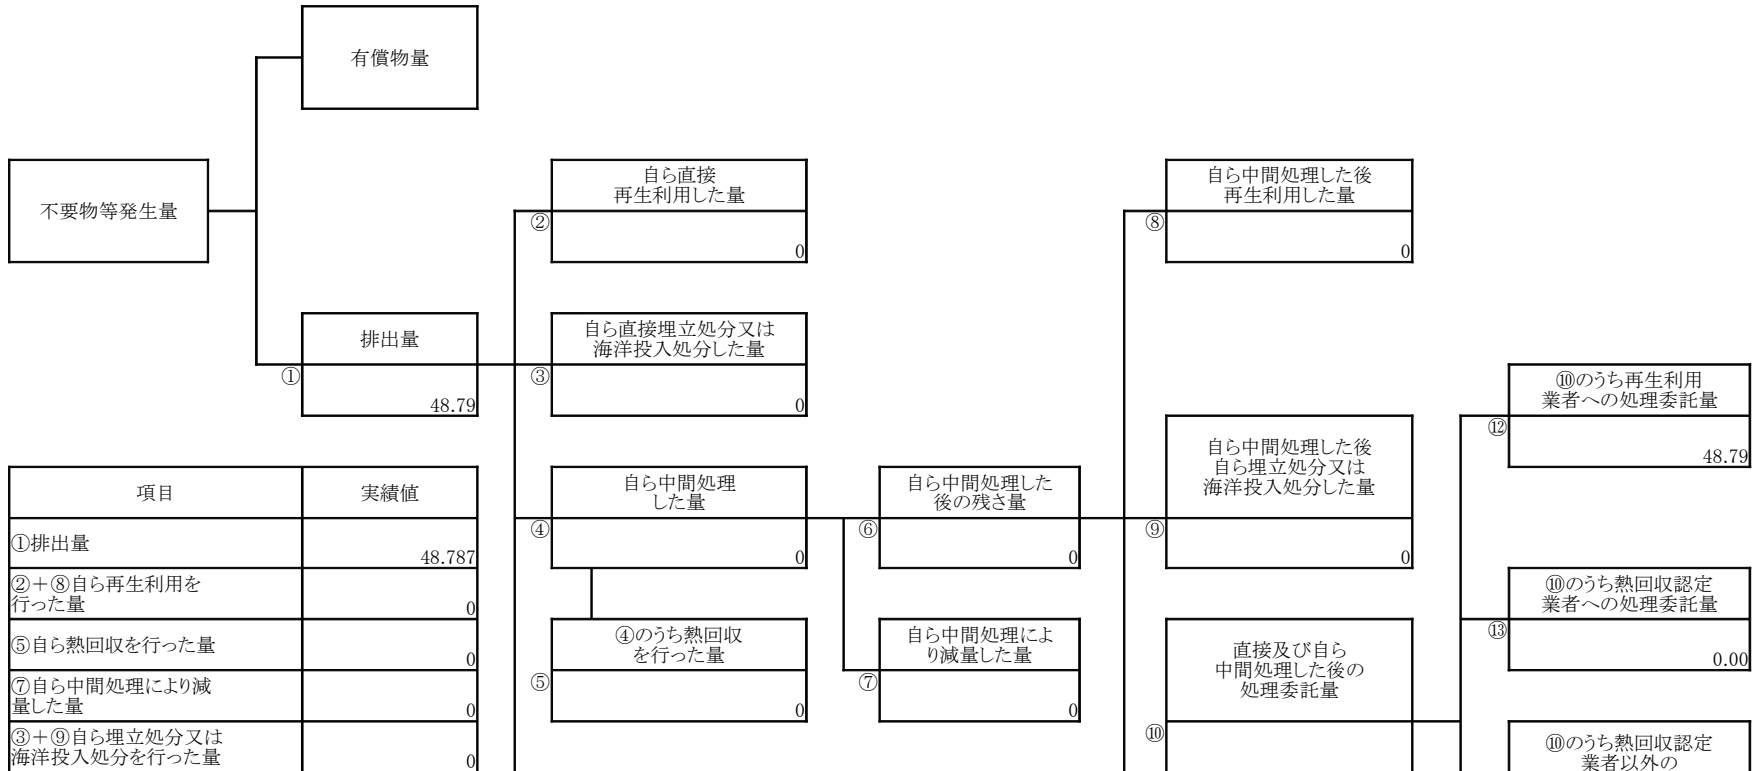 有償物量
不要物等発生量
自ら直接
再生利用した量
②
0
自ら中間処理した後
再生利用した量
⑧
0
排出量
①
48.79
自ら直接埋立処分又は
海洋投入処分した量
③
0
⑩のうち再生利用
業者への処理委託量
⑫
48.79
自ら中間処理
した量
④
0
自ら中間処理した
後の残さ量
⑥
0
自ら中間処理した後
自ら埋立処分又は
海洋投入処分した量
⑨
0
⑩のうち熱回収認定
業者への処理委託量
⑬
0.00
④のうち熱回収
を行った量
⑤
0
自ら中間処理によ
り減量した量
⑦
0
直接及び自ら
中間処理した後の
処理委託量
⑩
⑩のうち熱回収認定
業者以外の
項目
実績値
①排出量
48.787
②＋⑧自ら再生利用を
行った量
0
⑤自ら熱回収を行った量
0
⑦自ら中間処理により減
量した量
0
③＋⑨自ら埋立処分又は
海洋投入処分を行った量
0